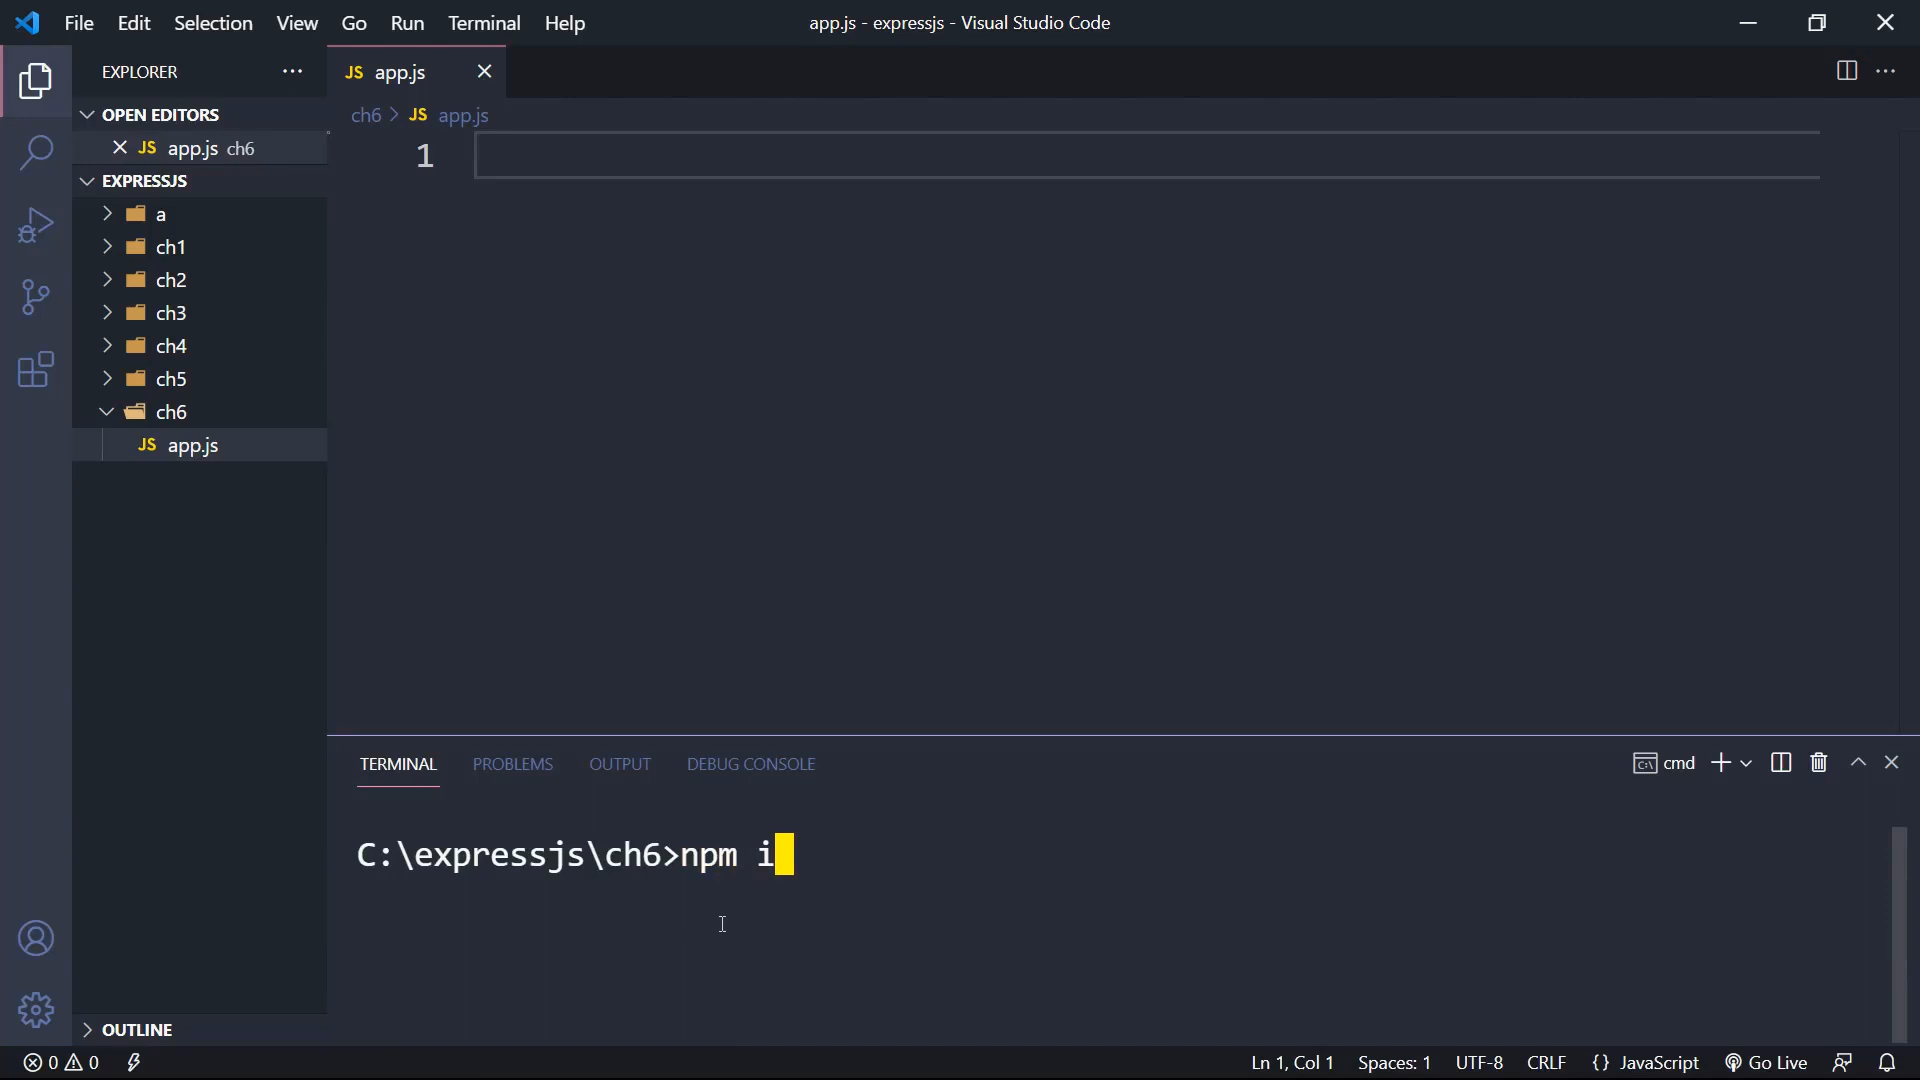 File Edit Selection View Go Run Terminal Help
app.js - expressjs - Visual Studio Code
EXPLORER
OPEN EDITORS
JS app.js ch6
EXPRESSJS
a
ch1
ch2
ch3
ch4
ch5
ch6
JS app.js
OUTLINE
JS app.js
ch6 > JS app.js
1
TERMINAL PROBLEMS OUTPUT DEBUG CONSOLE
cmd
C:\expressjs\ch6>npm i
0 0
Ln 1, Col 1 Spaces: 1 UTF-8 CRLF {} JavaScript Go Live